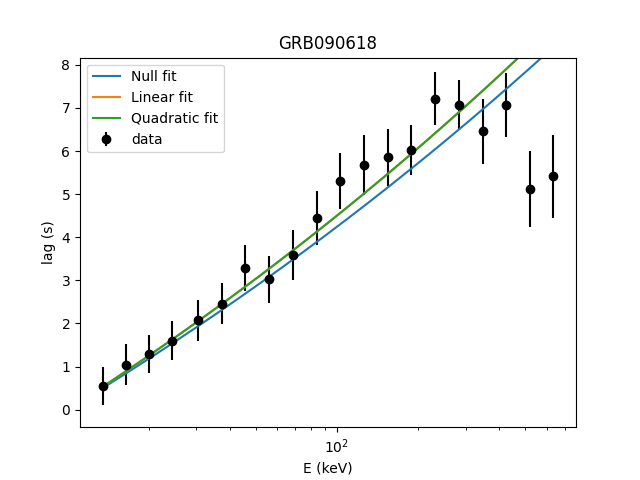 GRB090618
Null fit
Linear fit
Quadratic fit
data
lag (s)
8
7
6
5
4
3
2
1
0
10²
E (keV)